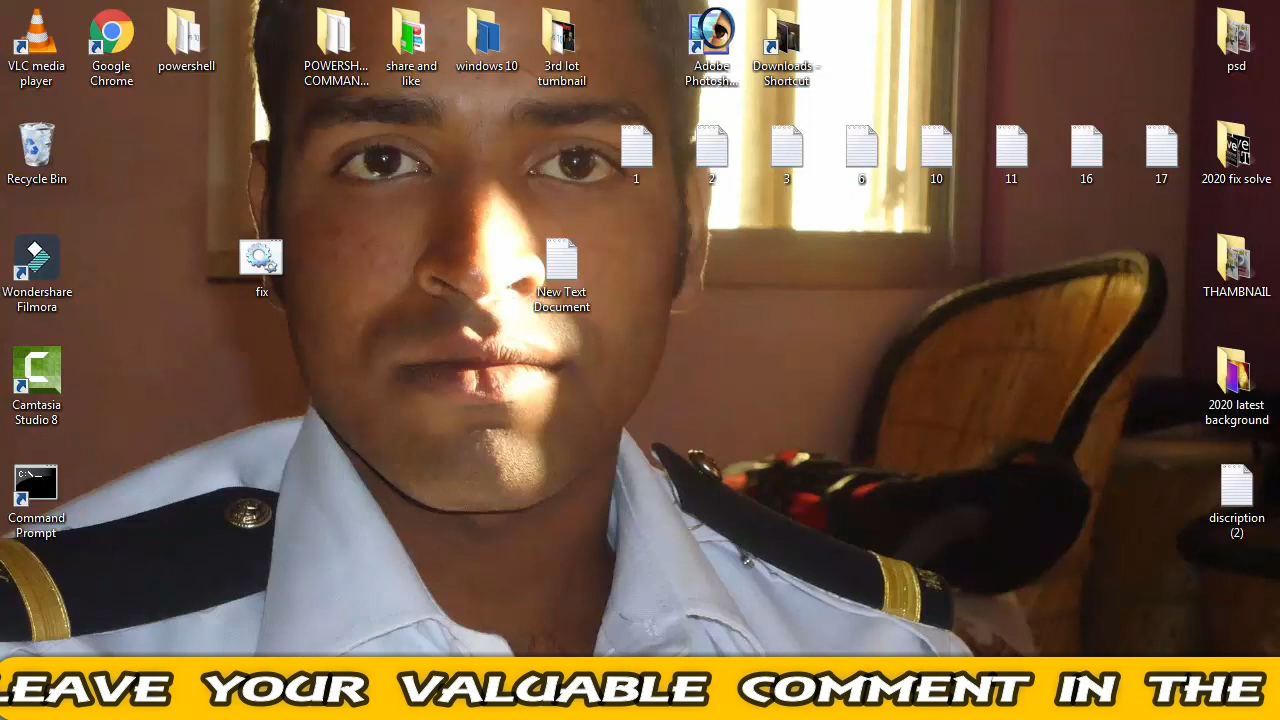 VLC media player
Google Chrome
powershell
POWERSH... COMMAN...
share and like
windows 10
3rd lot tumbnail
Adobe Photosh...
Downloads - Shortcut
psd
Recycle Bin
1
2
3
6
10
11
16
17
2020 fix solve
Wondershare Filmora
fix
New Text Document
THAMBNAIL
Camtasia Studio 8
2020 latest background
Command Prompt
discription (2)
LEAVE YOUR VALUABLE COMMENT IN THE